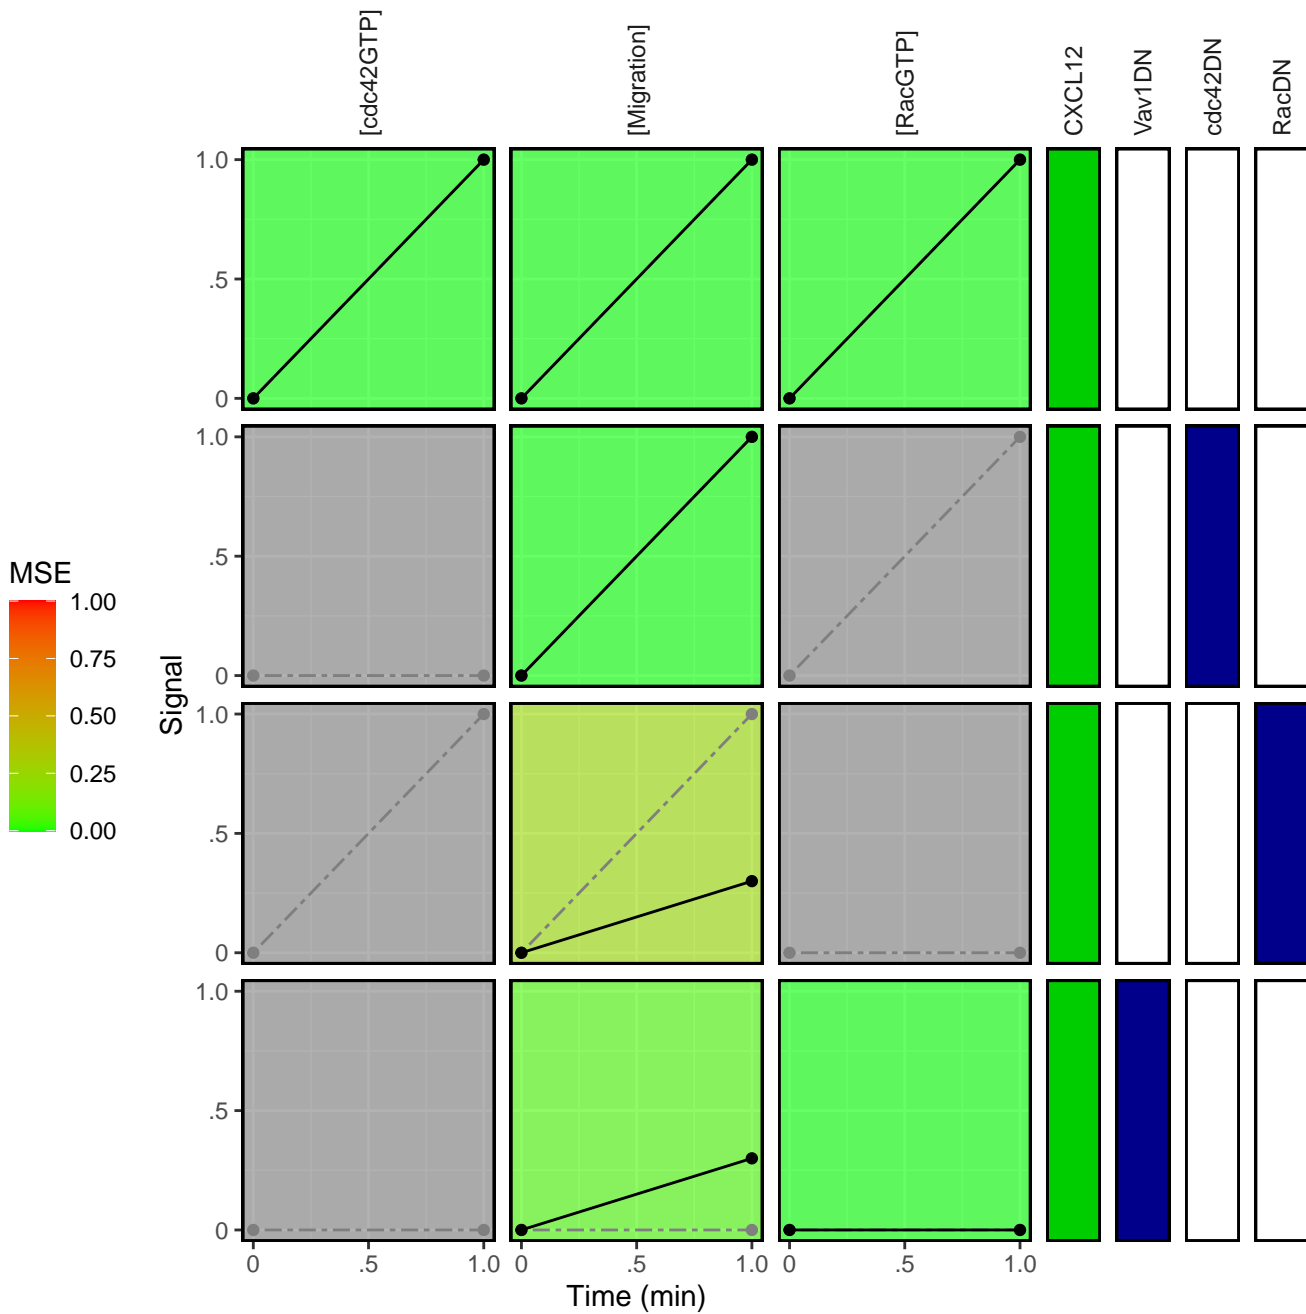 [cdc42GTP]
[Migration]
[RacGTP]
CXCL12
Vav1DN
cdc42DN
RacDN
1.0
.5
0
1.0
.5
0
1.0
.5
0
1.0
.5
0
Signal
MSE
1.00
0.75
0.50
0.25
0.00
0 .5 1.0 0 .5 1.0 0 .5 1.0
Time (min)